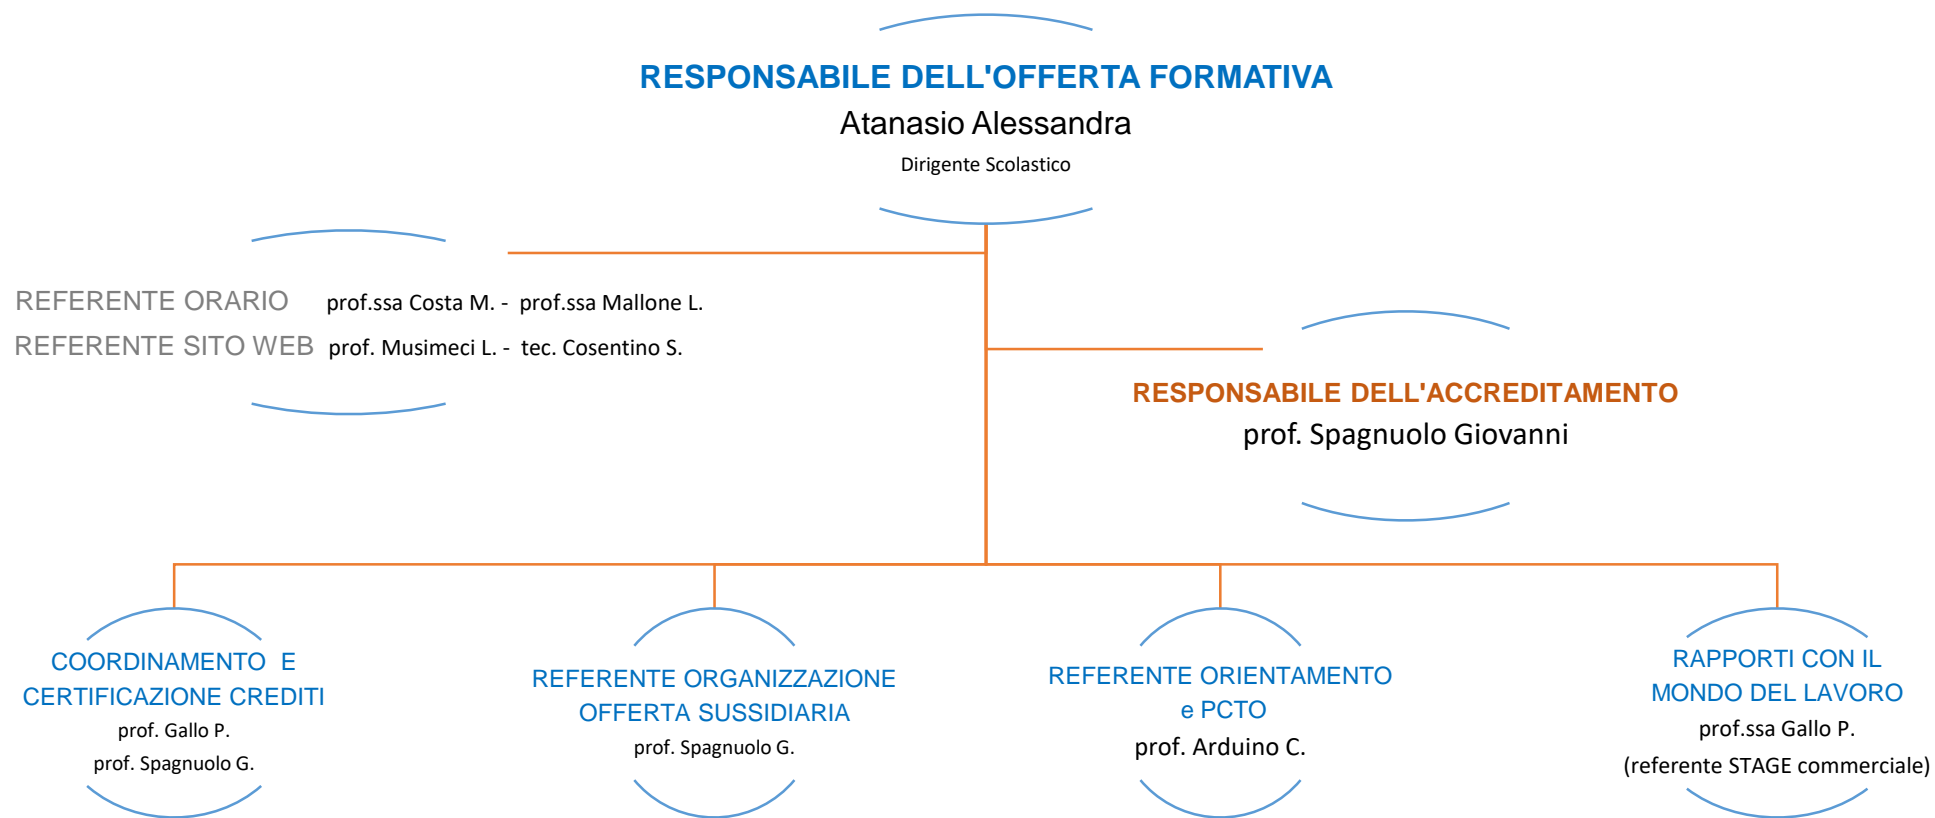 RESPONSABILE DELL'OFFERTA FORMATIVA
Atanasio Alessandra
Dirigente Scolastico
REFERENTE ORARIO prof.ssa Costa M. - prof.ssa Mallone L.
REFERENTE SITO WEB prof. Musimeci L. - tec. Cosentino S.
RESPONSABILE DELL'ACCREDITAMENTO
prof. Spagnuolo Giovanni
COORDINAMENTO E
CERTIFICAZIONE CREDITI
prof. Gallo P.
prof. Spagnuolo G.
REFERENTE ORGANIZZAZIONE
OFFERTA SUSSIDIARIA
prof. Spagnuolo G.
REFERENTE ORIENTAMENTO
e PCTO
prof. Arduino C.
RAPPORTI CON IL
MONDO DEL LAVORO
prof.ssa Gallo P.
(referente STAGE commerciale)